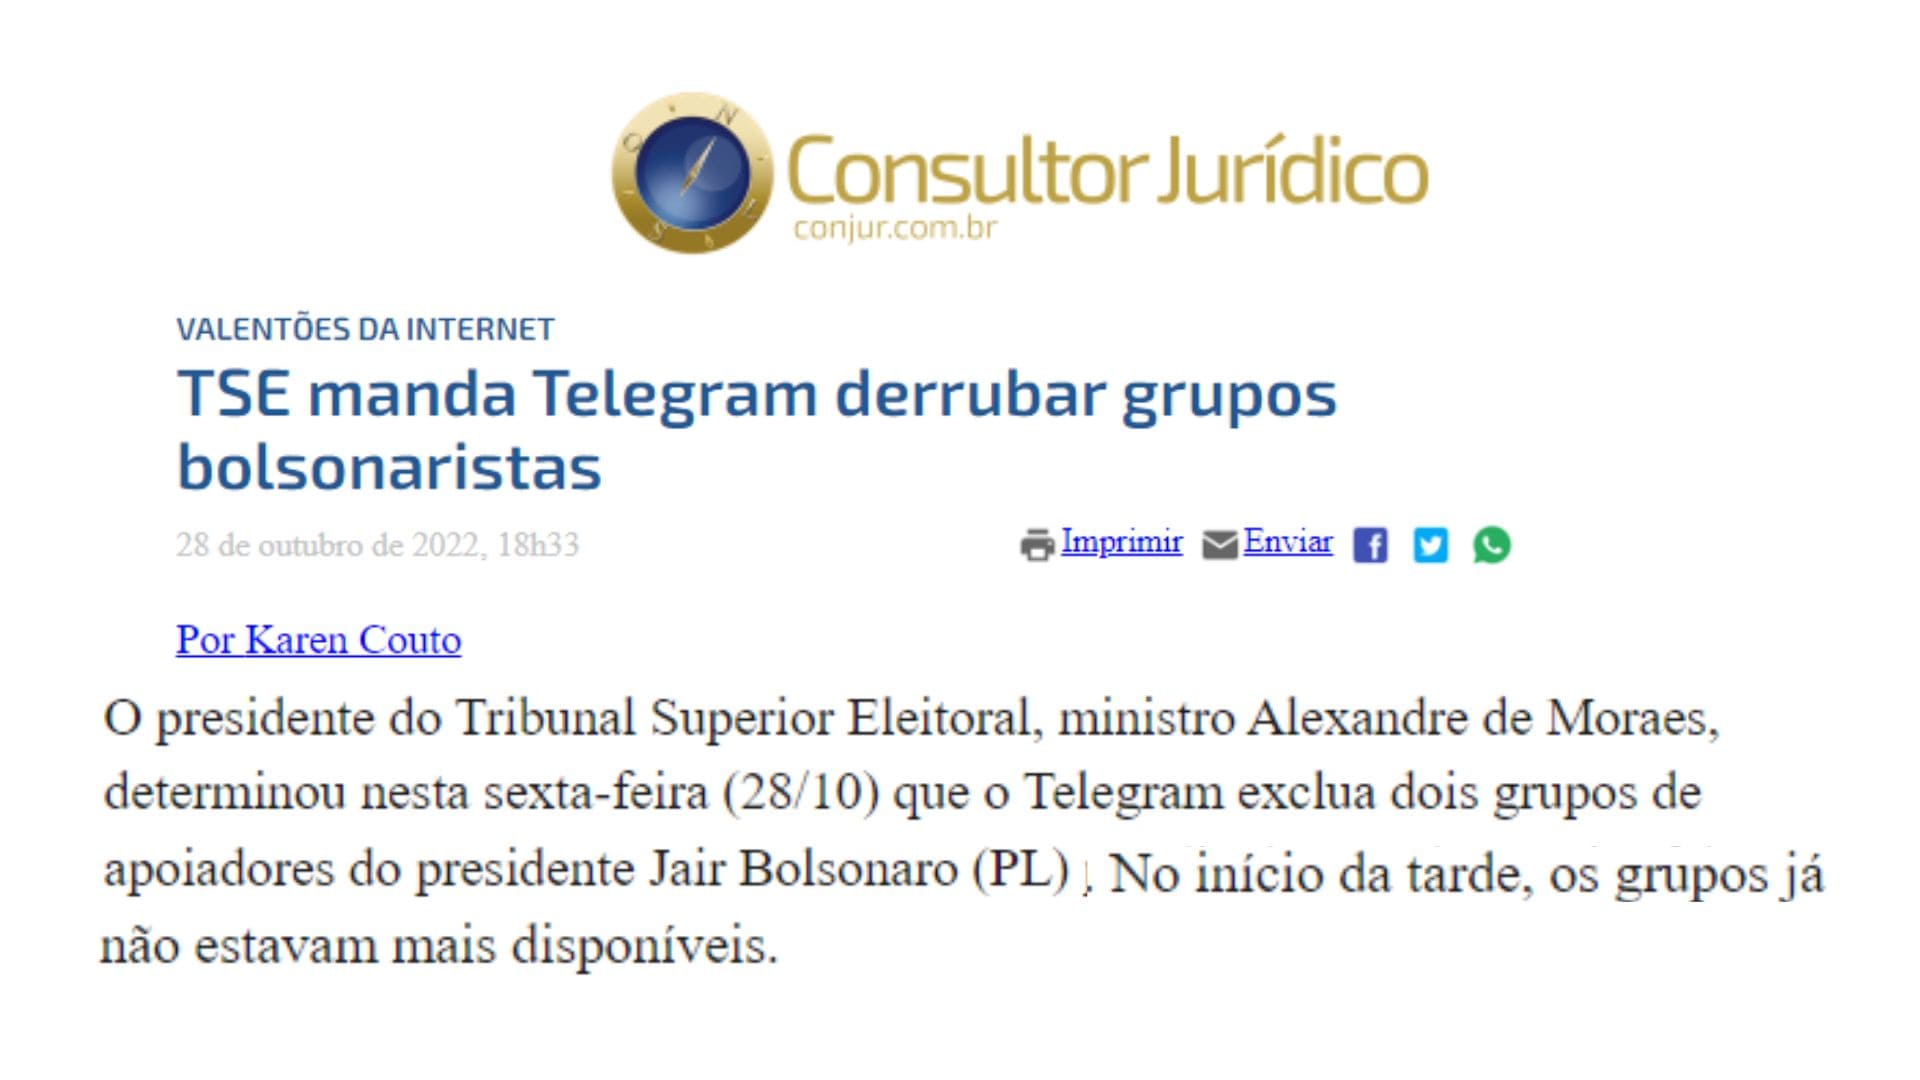 Consultor Jurídico
conjur.com.br
VALENTÕES DA INTERNET
TSE manda Telegram derrubar grupos
bolsonaristas
28 de outubro de 2022, 18h33
Imprimir Enviar
Por Karen Couto
O presidente do Tribunal Superior Eleitoral, ministro Alexandre de Moraes,
determinou nesta sexta-feira (28/10) que o Telegram exclua dois grupos de
apoiadores do presidente Jair Bolsonaro (PL) . No início da tarde, os grupos já
não estavam mais disponíveis.